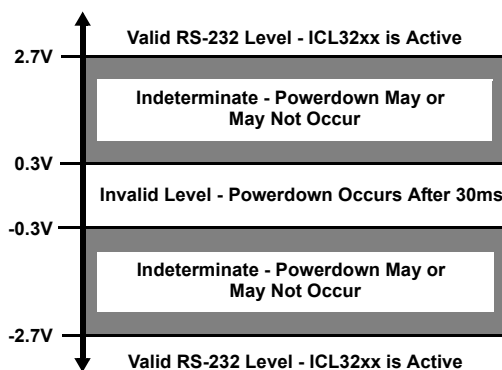 Valid RS-232 Level - ICL32xx is Active
2.7V
Indeterminate - Powerdown May or
May Not Occur
0.3V
Invalid Level - Powerdown Occurs After 30ms
-0.3V
Indeterminate - Powerdown May or
May Not Occur
-2.7V
Valid RS-232 Level - ICL32xx is Active